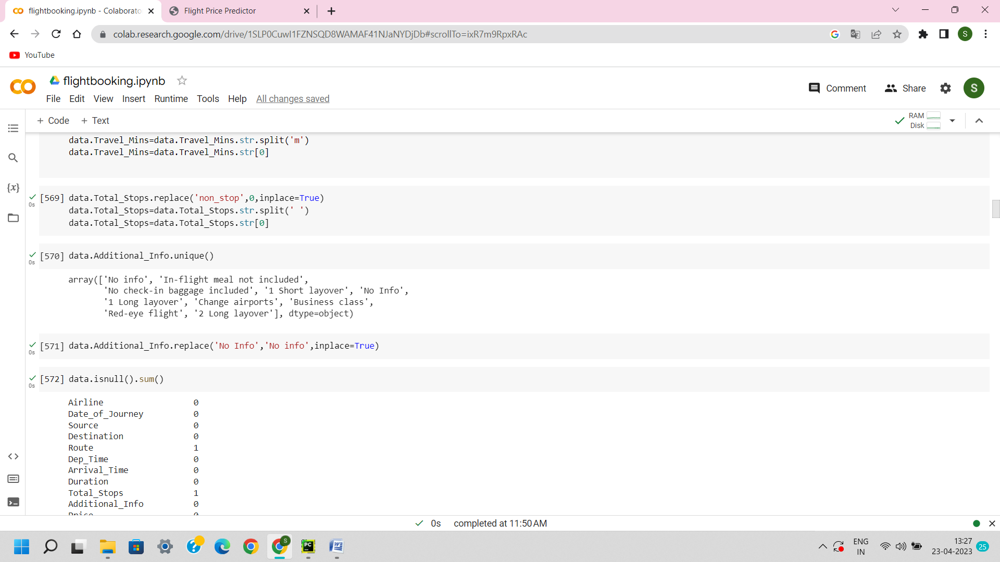 flightbooking.ipynb - Colaborato
Flight Price Predictor
colab.research.google.com/drive/1SLP0CuwI1FZNSQD8WAMAF41NJaNYDjDb#scrollTo=ixR7m9RpxRAc
S
YouTube
flightbooking.ipynb
File Edit View Insert Runtime Tools Help All changes saved
Comment Share S
+ Code + Text
RAM
Disk
data.Travel_Mins=data.Travel_Mins.str.split('m')
data.Travel_Mins=data.Travel_Mins.str[0]
{x}
[569] data.Total_Stops.replace('non_stop',0,inplace=True)
0s
data.Total_Stops=data.Total_Stops.str.split(' ')
data.Total_Stops=data.Total_Stops.str[0]
[570] data.Additional_Info.unique()
0s
array(['No info', 'In-flight meal not included',
'No check-in baggage included', '1 Short layover', 'No Info',
'1 Long layover', 'Change airports', 'Business class',
'Red-eye flight', '2 Long layover'], dtype=object)
[571] data.Additional_Info.replace('No Info','No info',inplace=True)
0s
[572] data.isnull().sum()
0s
Airline 0
Date_of_Journey 0
Source 0
Destination 0
Route 1
Dep_Time 0
Arrival_Time 0
Duration 0
Total_Stops 1
Additional_Info 0
Price 0
0s completed at 11:50 AM
S
PC
ENG
IN
13:27
23-04-2023
25